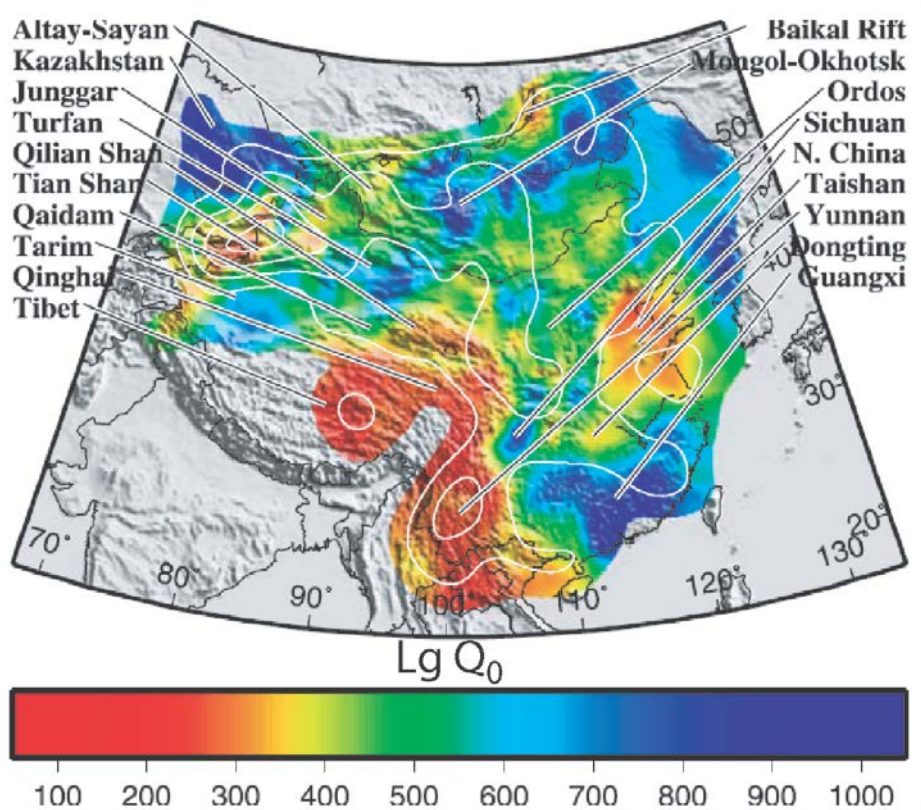 Altay-Sayan
Kazakhstan
Junggar
Turfan
Qilian Shan
Tian Shan
Qaidam
Tarim
Qinghai
Tibet
Baikal Rift
Mongol-Okhotsk
Ordos
Sichuan
N. China
Taishan
Yunnan
Dongting
Guangxi
50°
40°
30°
20°
70°
80°
90°
100°
110°
120°
130°
Lg Q0
100 200 300 400 500 600 700 800 900 1000